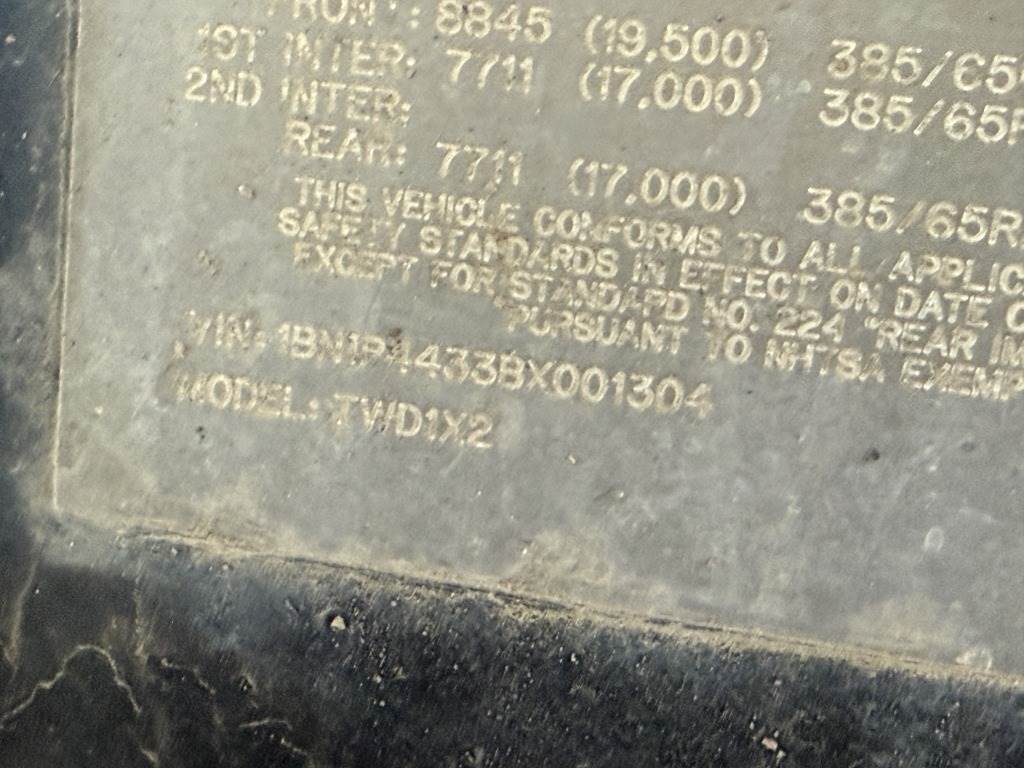 FRONT: 8845 (19,500) 385/65
1ST INTER: 7711 (17,000) 385/65R
2ND INTER:
REAR: 7711 (17,000) 385/65R
THIS VEHICLE CONFORMS TO ALL APPLIC
SAFETY STANDARDS IN EFFECT ON DATE O
EXCEPT FOR STANDARD NO. 224 "REAR IM
PURSUANT TO NHTSA EXEMP
VIN:
MODEL: TWD1X2